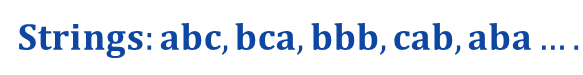 Strings: abc, bca, bbb, cab, aba ... .